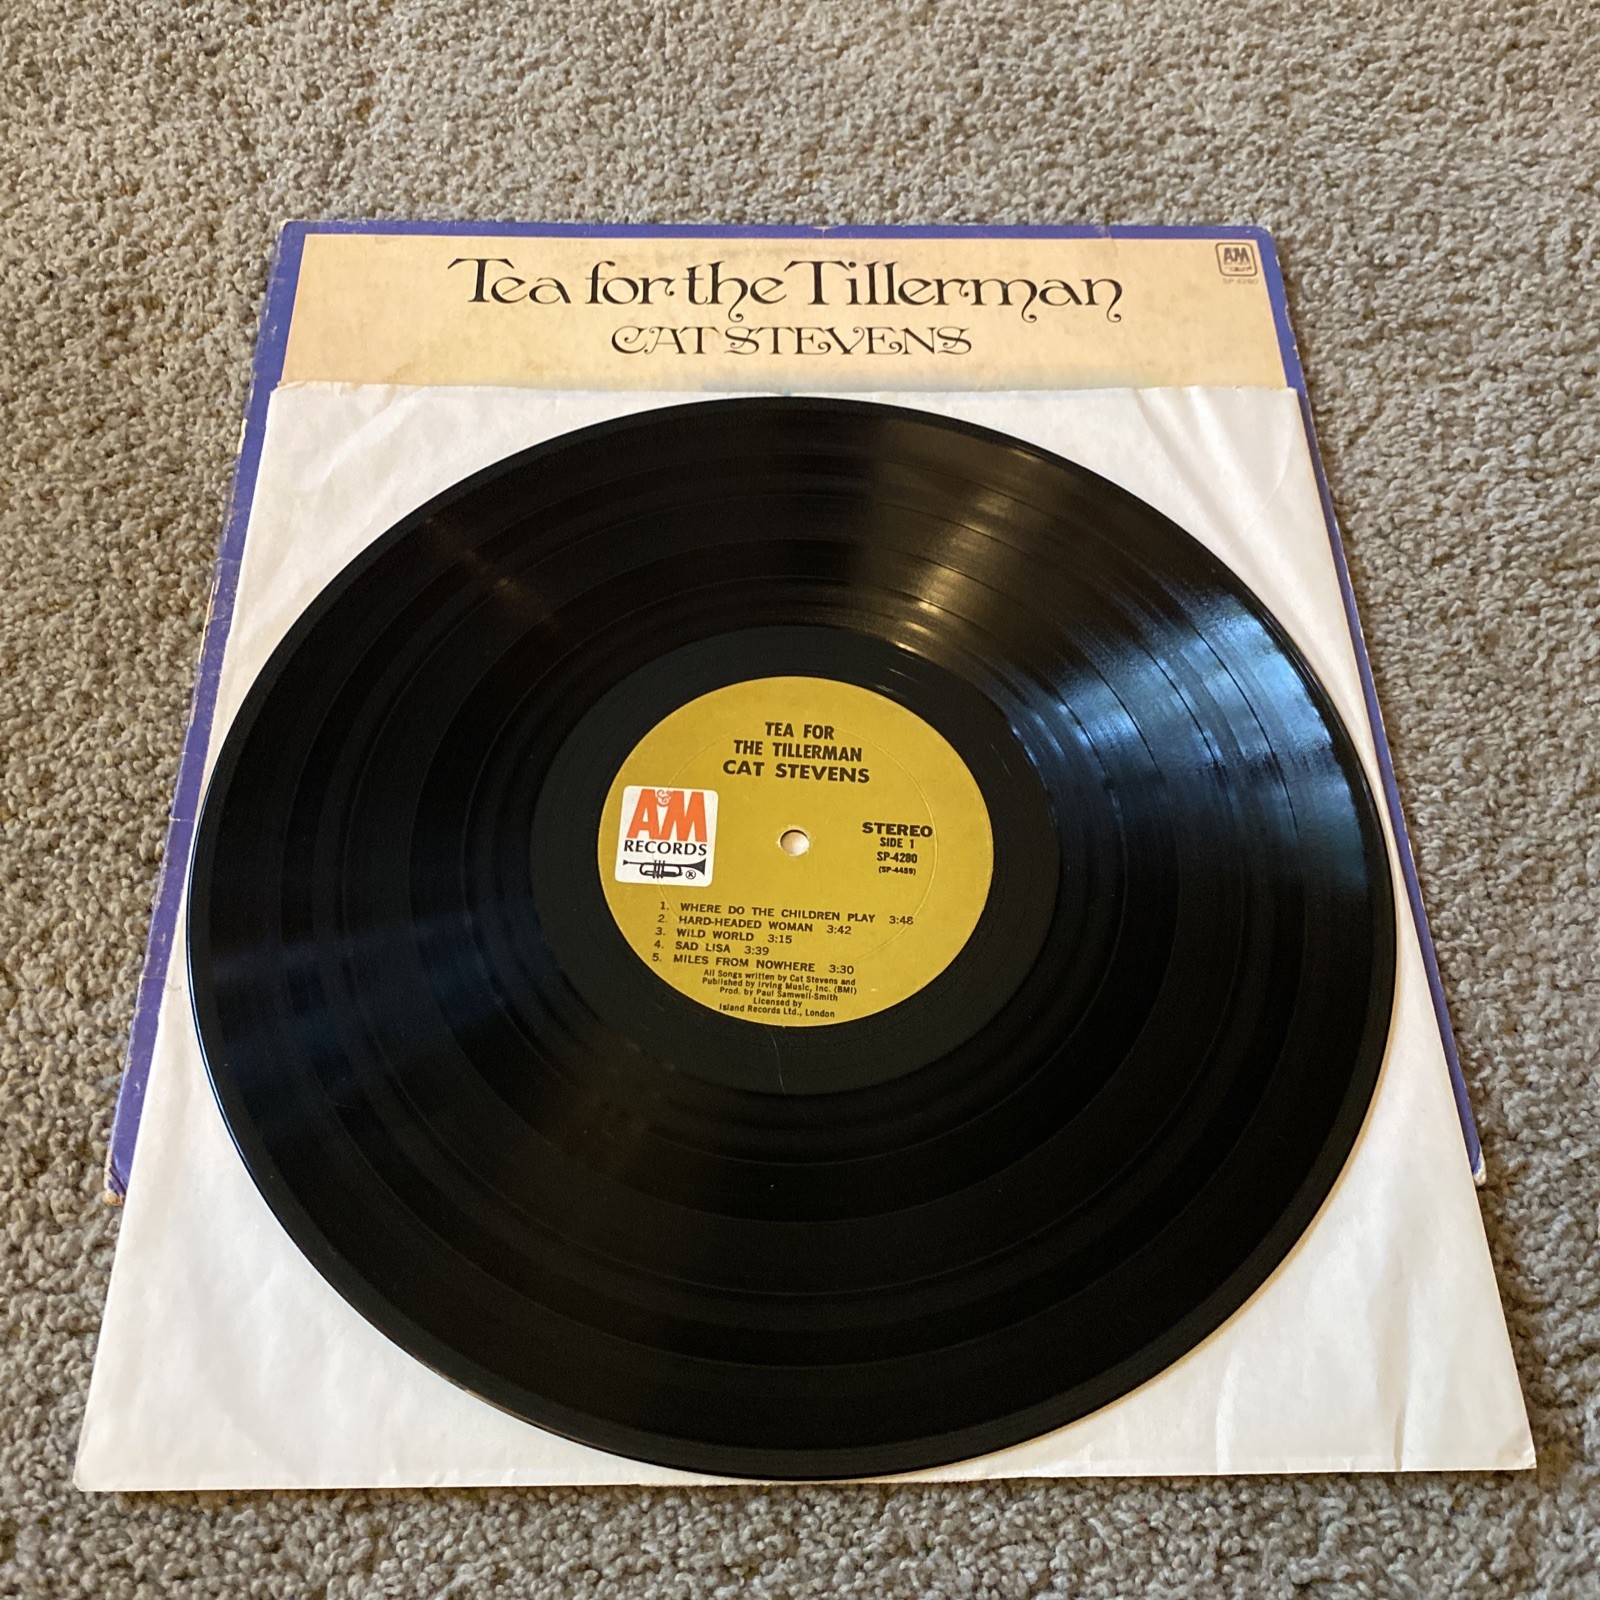 Tea for the Tillerman
CAT STEVENS
A&M
SP 4280
TEA FOR
THE TILLERMAN
CAT STEVENS
A&M
RECORDS
®
STEREO
SIDE 1
SP-4280
(SP-4459)
1. WHERE DO THE CHILDREN PLAY 3:48
2. HARD-HEADED WOMAN 3:42
3. WILD WORLD 3:15
4. SAD LISA 3:39
5. MILES FROM NOWHERE 3:30
All Songs written by Cat Stevens and
Published by Irving Music, Inc. (BMI)
Prod. by Paul Samwell-Smith
Licensed by
Island Records Ltd., London